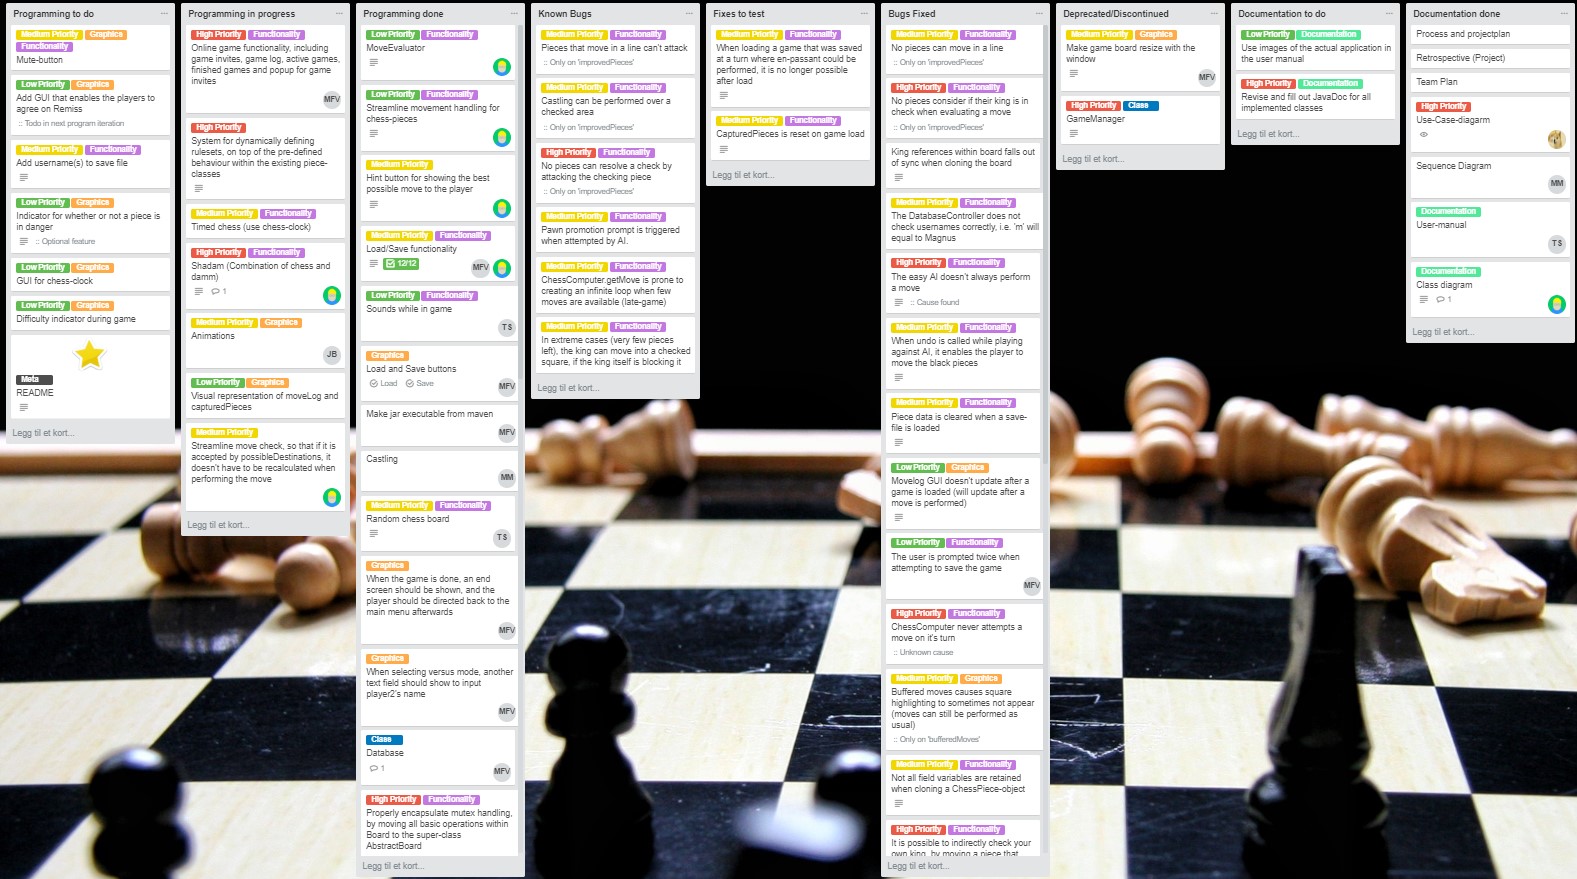 Programming to do
Medium Priority Graphics
Functionality
Mute-button
Low Priority Graphics
Add GUI that enables the players to
agree on Remiss
:: Todo in next program iteration
Medium Priority Functionality
Add username(s) to save file
Low Priority Graphics
Indicator for whether or not a piece is
in danger
:: Optional feature
Low Priority Graphics
GUI for chess-clock
Low Priority Graphics
Difficulty indicator during game
Meta
README
Legg til et kort...
Programming in progress
High Priority Functionality
Online game functionality, including
game invites, game log, active games,
finished games and popup for game
invites
MFV
High Priority
System for dynamically defining
rulesets, on top of the pre-defined
behaviour within the existing piece-
classes
Medium Priority Functionality
Timed chess (use chess-clock)
High Priority Functionality
Shadam (Combination of chess and
damm)
1
Medium Priority Graphics
Animations
JB
Low Priority Graphics
Visual representation of moveLog and
capturedPieces
Medium Priority
Streamline move check, so that if it is
accepted by possibleDestinations, it
doesn't have to be recalculated when
performing the move
Legg til et kort...
Programming done
Low Priority Functionality
MoveEvaluator
Low Priority Functionality
Streamline movement handling for
chess-pieces
Medium Priority
Hint button for showing the best
possible move to the player
Medium Priority Functionality
Load/Save functionality
12/12 MFV
Low Priority Functionality
Sounds while in game
TS
Graphics
Load and Save buttons
Load Save MFV
Make jar executable from maven
MFV
Castling
MM
Medium Priority Functionality
Random chess board
TS
Graphics
When the game is done, an end
screen should be shown, and the
player should be directed back to the
main menu afterwards
MFV
Graphics
When selecting versus mode, another
text field should show to input
player2's name
MFV
Class
Database
1 MFV
High Priority Functionality
Properly encapsulate mutex handling,
by moving all basic operations within
Board to the super-class
AbstractBoard
Legg til et kort...
Known Bugs
Medium Priority Functionality
Pieces that move in a line can't attack
:: Only on 'improvedPieces'
Medium Priority Functionality
Castling can be performed over a
checked area
:: Only on 'improvedPieces'
High Priority Functionality
No pieces can resolve a check by
attacking the checking piece
:: Only on 'improvedPieces'
Medium Priority Functionality
Pawn promotion prompt is triggered
when attempted by AI.
Medium Priority Functionality
ChessComputer.getMove is prone to
creating an infinite loop when few
moves are available (late-game)
Medium Priority Functionality
In extreme cases (very few pieces
left), the king can move into a checked
square, if the king itself is blocking it
Legg til et kort...
Fixes to test
Medium Priority Functionality
When loading a game that was saved
at a turn where en-passant could be
performed, it is no longer possible
after load
Medium Priority Functionality
CapturedPieces is reset on game load
Legg til et kort...
Bugs Fixed
Medium Priority Functionality
No pieces can move in a line
:: Only on 'improvedPieces'
High Priority Functionality
No pieces consider if their king is in
check when evaluating a move
:: Only on 'improvedPieces'
King references within board falls out
of sync when cloning the board
Medium Priority Functionality
The DatabaseController does not
check usernames correctly, i.e. 'm' will
equal to Magnus
High Priority Functionality
The easy AI doesn't always perform
a move
:: Cause found
Medium Priority Functionality
When undo is called while playing
against AI, it enables the player to
move the black pieces
Medium Priority Functionality
Piece data is cleared when a save-
file is loaded
Low Priority Graphics
Movelog GUI doesn't update after a
game is loaded (will update after a
move is performed)
Low Priority Functionality
The user is prompted twice when
attempting to save the game
MFV
High Priority Functionality
ChessComputer never attempts a
move on it's turn
:: Unknown cause
Medium Priority Graphics
Buffered moves causes square
highlighting to sometimes not appear
(moves can still be performed as
usual)
:: Only on 'bufferedMoves'
Medium Priority Functionality
Not all field variables are retained
when cloning a ChessPiece-object
High Priority Functionality
It is possible to indirectly check your
own king, by moving a piece that
Legg til et kort...
Deprecated/Discontinued
Medium Priority Graphics
Make game board resize with the
window
MFV
High Priority Class
GameManager
Legg til et kort...
Documentation to do
Low Priority Documentation
Use images of the actual application in
the user manual
High Priority Documentation
Revise and fill out JavaDoc for all
implemented classes
Legg til et kort...
Documentation done
Process and projectplan
Retrospective (Project)
Team Plan
High Priority
Use-Case-diagarm
Sequence Diagram
MM
Documentation
User-manual
TS
Documentation
Class diagram
1
Legg til et kort...